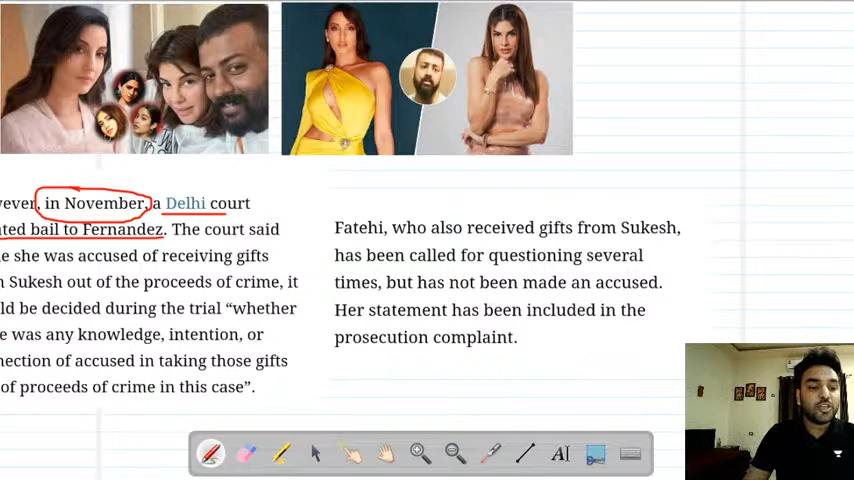 wever, in November, a Delhi court
ted bail to Fernandez. The court said
e she was accused of receiving gifts
n Sukesh out of the proceeds of crime, it
ld be decided during the trial “whether
e was any knowledge, intention, or
nection of accused in taking those gifts
of proceeds of crime in this case”.
Fatehi, who also received gifts from Sukesh,
has been called for questioning several
times, but has not been made an accused.
Her statement has been included in the
prosecution complaint.
AI